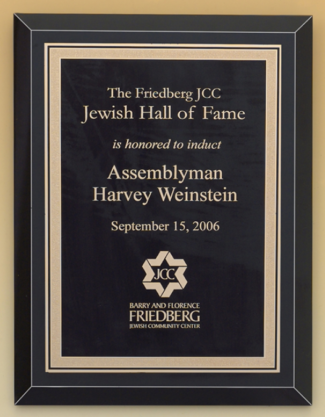 The Friedberg JCC
Jewish Hall of Fame
is honored to induct
Assemblyman
Harvey Weinstein
September 15, 2006
JCC
BARRY AND FLORENCE
FRIEDBERG
JEWISH COMMUNITY CENTER